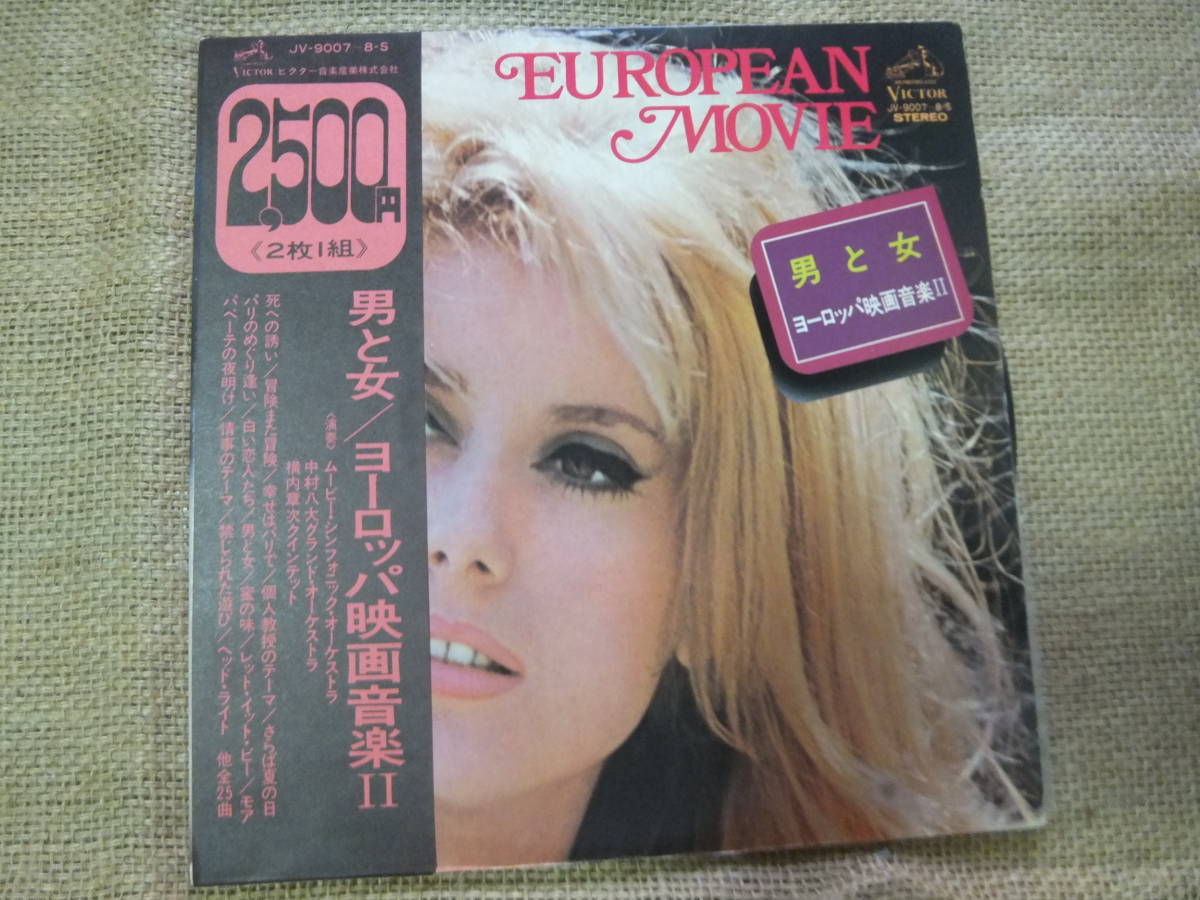 JV-9007~8-S
VICTOR ビクター音楽産業株式会社
2,500円
《2枚1組》
男と女/ヨーロッパ映画音楽II
〈演奏〉
ムービー・シンフォニック・オーケストラ
中村八大グランド・オーケストラ
横内章次クインテット
死への誘い/冒険また冒険/幸せはパリで/個人教授のテーマ/さらば夏の日
パリのめぐり逢い/白い恋人たち/男と女/蜜の味/レット・イット・ビー/モア
パペーテの夜明け/情事のテーマ/禁じられた遊び/ヘッド・ライト 他全25曲
EUROPEAN
MOVIE
VICTOR
JV-9007~8-S
STEREO
男と女
ヨーロッパ映画音楽II